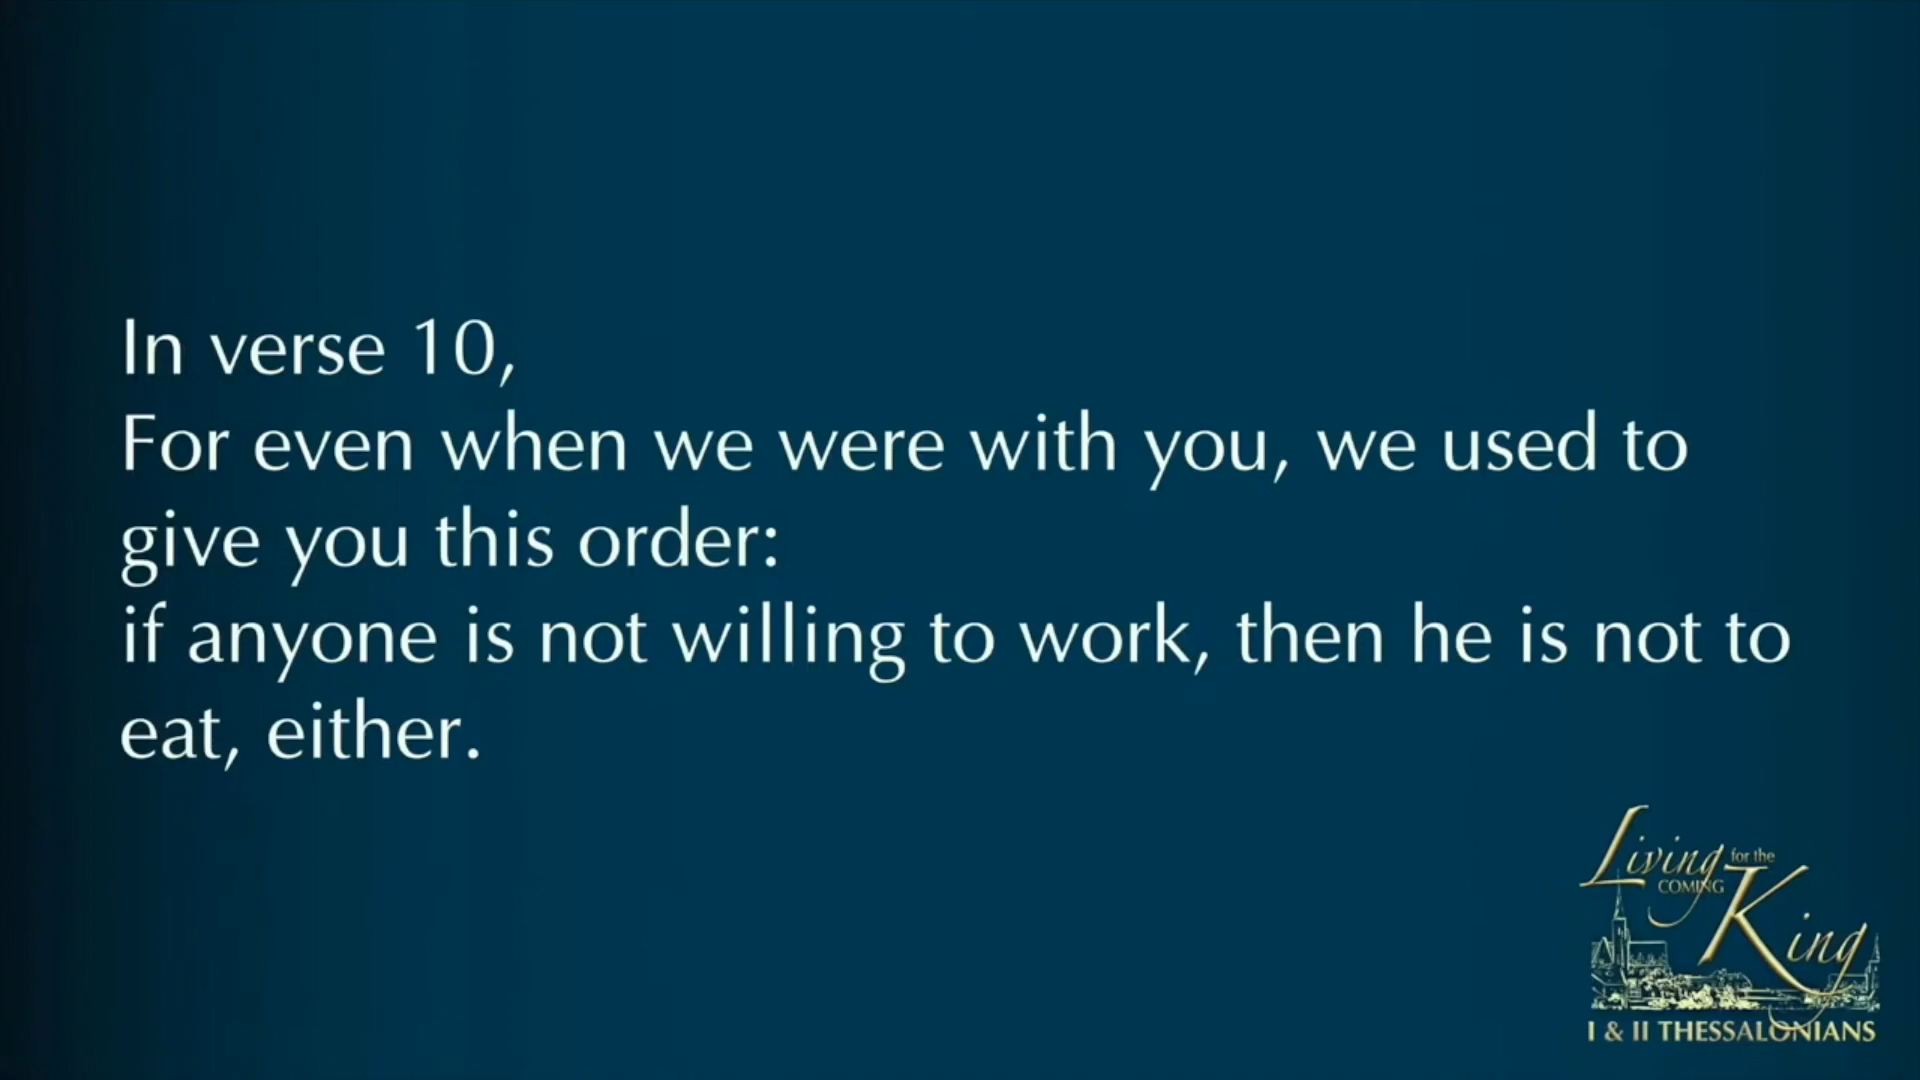 In verse 10,
For even when we were with you, we used to
give you this order:
if anyone is not willing to work, then he is not to
eat, either.
Living for the
COMING
King
I & II THESSALONIANS